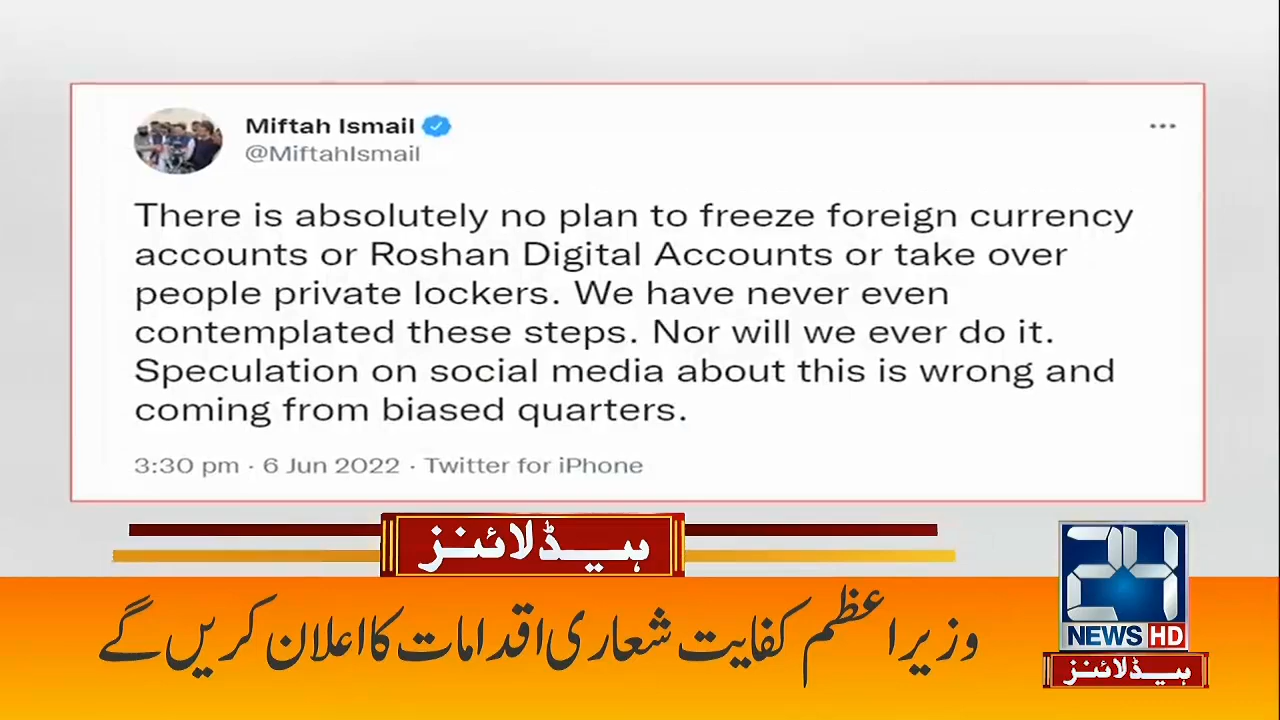 Miftah Ismail
@MiftahIsmail
There is absolutely no plan to freeze foreign currency
accounts or Roshan Digital Accounts or take over
people private lockers. We have never even
contemplated these steps. Nor will we ever do it.
Speculation on social media about this is wrong and
coming from biased quarters.
3:30 pm · 6 Jun 2022 · Twitter for iPhone
ہیڈلائنز
وزیراعظم کفایت شعاری اقدامات کا اعلان کریں گے
24
NEWS HD
ہیڈلائنز